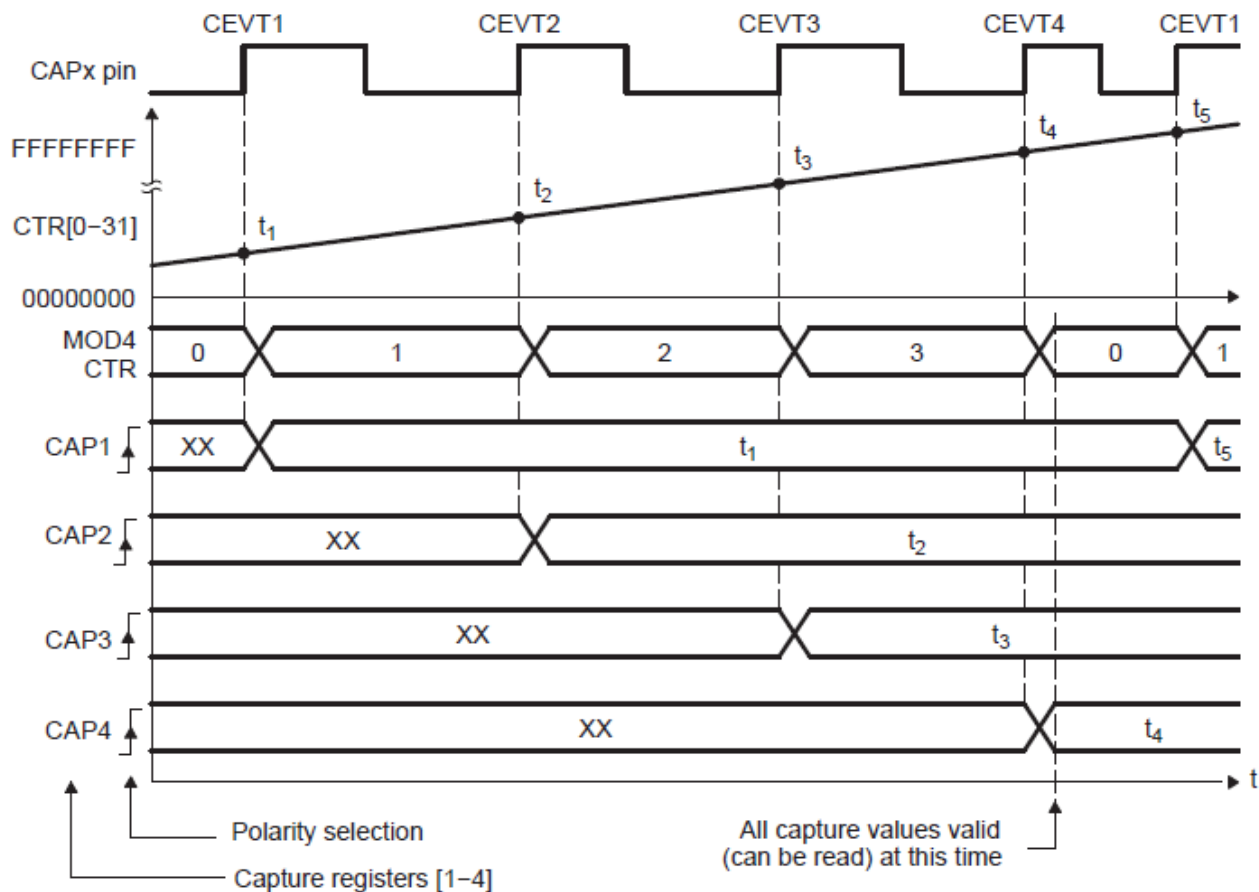 CEVT1 CEVT2 CEVT3 CEVT4 CEVT1
CAPx pin
FFFFFFFF
t5
t4
t3
t2
CTR[0−31]
t1
00000000
MOD4
CTR
0 1 2 3 0 1
CAP1 XX t1 t5
CAP2 XX t2
CAP3 XX t3
CAP4 XX t4
t
Polarity selection
All capture values valid
(can be read) at this time
Capture registers [1−4]